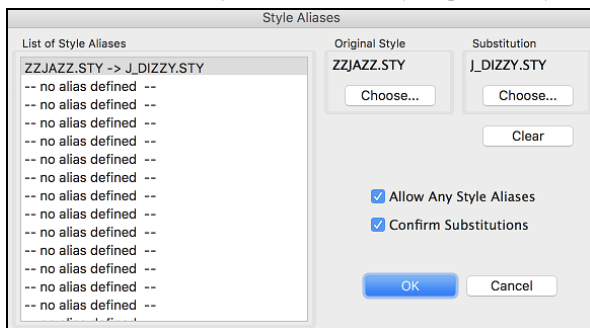 Style Aliases
List of Style Aliases
ZZJAZZ.STY -> J_DIZZY.STY
-- no alias defined --
-- no alias defined --
-- no alias defined --
-- no alias defined --
-- no alias defined --
-- no alias defined --
-- no alias defined --
-- no alias defined --
-- no alias defined --
-- no alias defined --
-- no alias defined --
-- no alias defined --
-- no alias defined --
Original Style
ZZJAZZ.STY
Choose...
Substitution
J_DIZZY.STY
Choose...
Clear
Allow Any Style Aliases
Confirm Substitutions
OK
Cancel